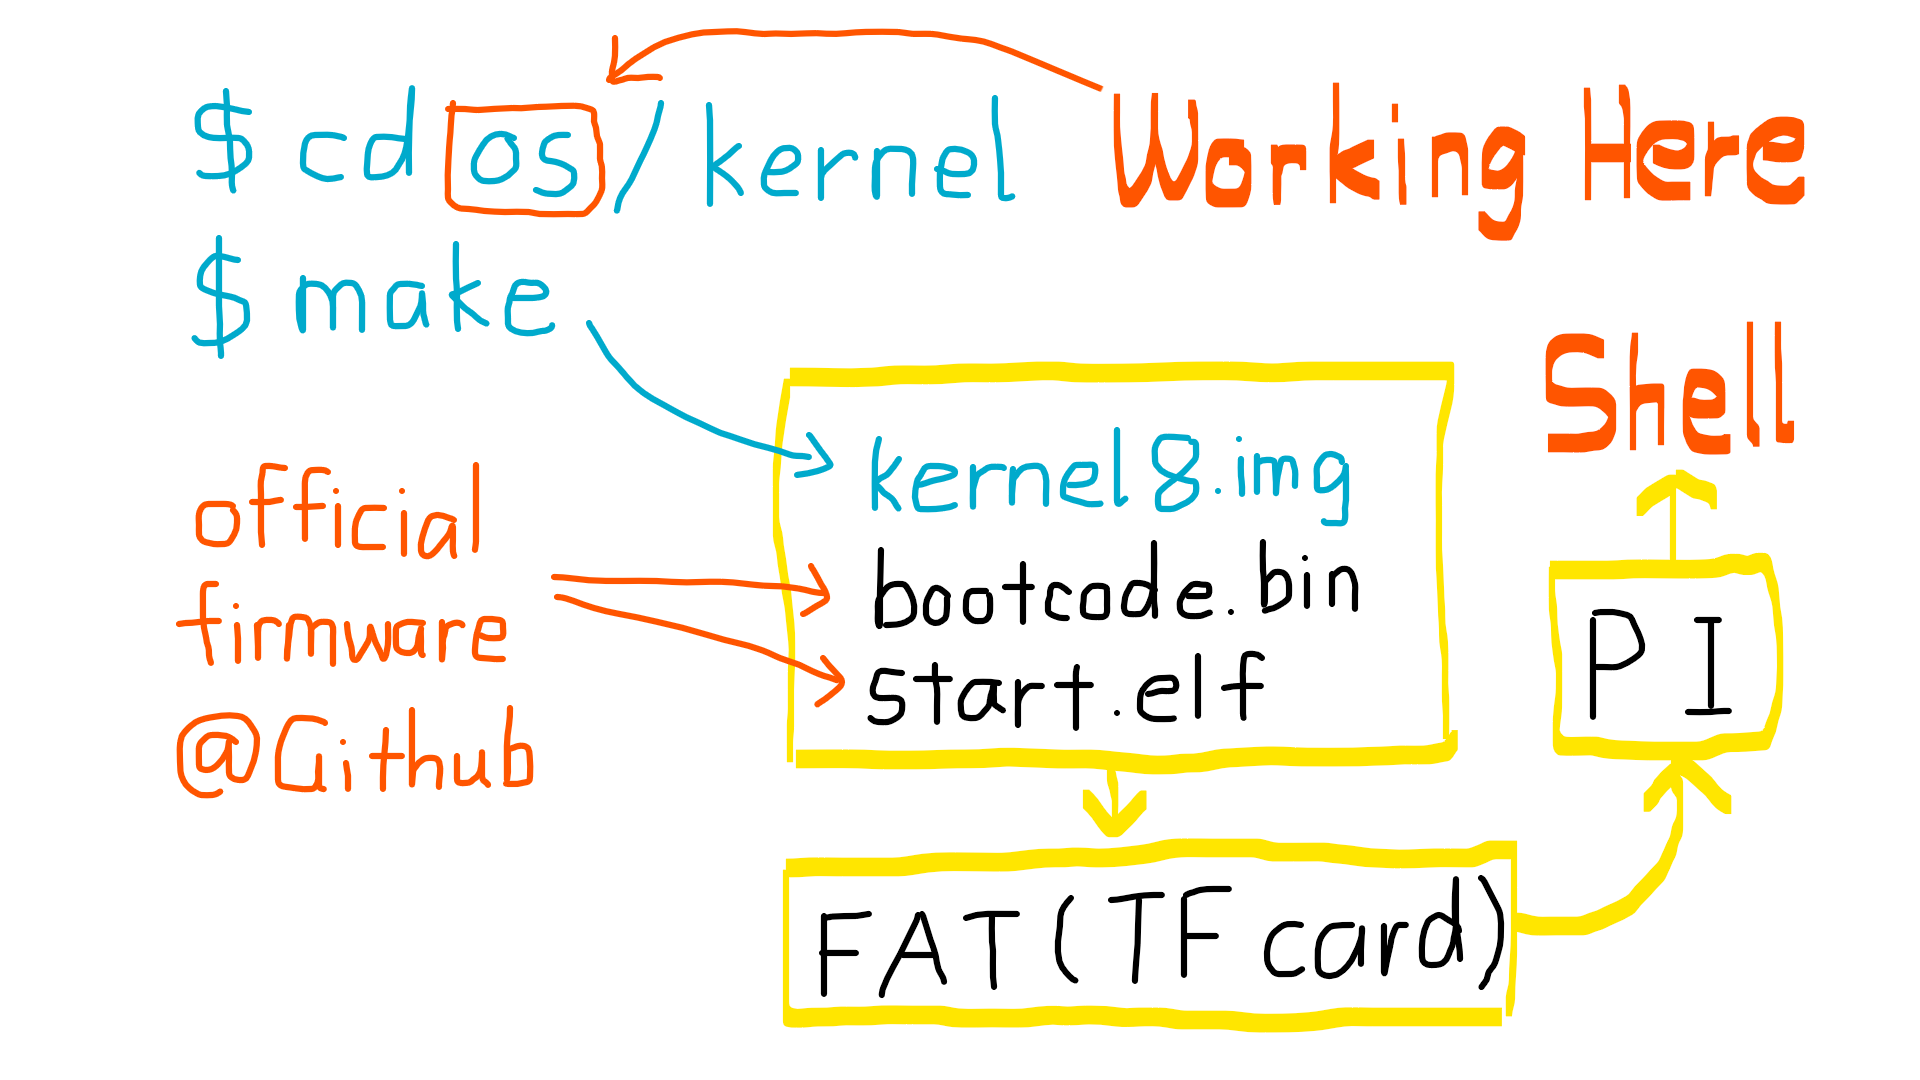 $ cd os/kernel Working Here
$ make
Shell
official
firmware
@Github
kernel8.img
bootcode.bin
start.elf
PI
FAT (TF card)